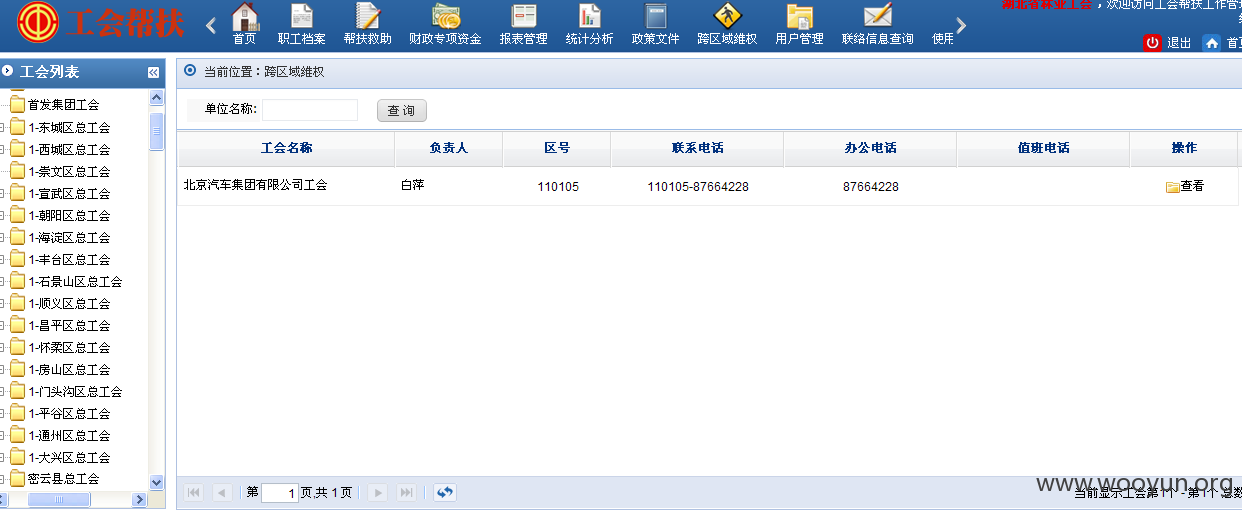 工会帮扶
首页 职工档案 帮扶救助 财政专项资金 报表管理 统计分析 政策文件 跨区域维权 用户管理 联络信息查询 使用
湖北省林业工会，欢迎访问工会帮扶工作管理
退出 首页
工会列表
首发集团工会
1-东城区总工会
1-西城区总工会
1-崇文区总工会
1-宣武区总工会
1-朝阳区总工会
1-海淀区总工会
1-丰台区总工会
1-石景山区总工会
1-顺义区总工会
1-昌平区总工会
1-怀柔区总工会
1-房山区总工会
1-门头沟区总工会
1-平谷区总工会
1-通州区总工会
1-大兴区总工会
密云县总工会
当前位置：跨区域维权
单位名称: 查 询
工会名称 负责人 区号 联系电话 办公电话 值班电话 操作
北京汽车集团有限公司工会 白萍 110105 110105-87664228 87664228 查看
第 1 页,共 1 页
当前显示工会第1个 - 第1个,总数
www.wooyun.org